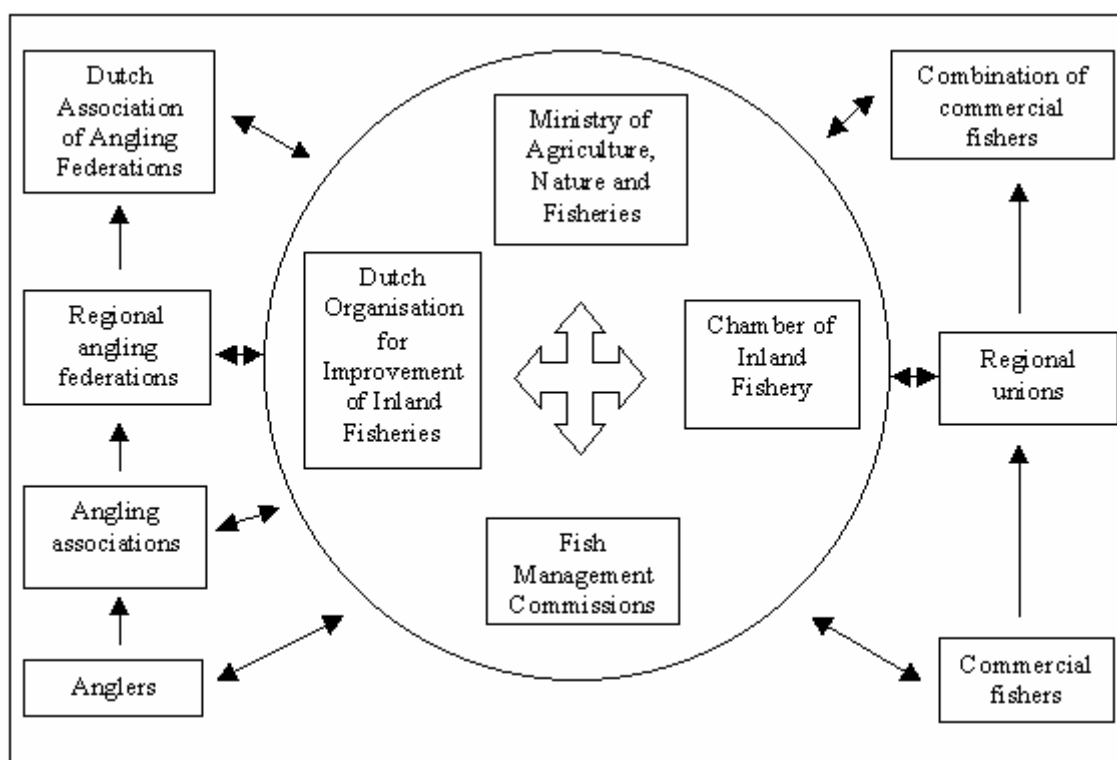 Dutch
Association
of Angling
Federations
Regional
angling
federations
Angling
associations
Anglers
Ministry of
Agriculture,
Nature and
Fisheries
Dutch
Organisation
for
Improvement
of Inland
Fisheries
Chamber of
Inland
Fishery
Fish
Management
Commissions
Combination of
commercial
fishers
Regional
unions
Commercial
fishers